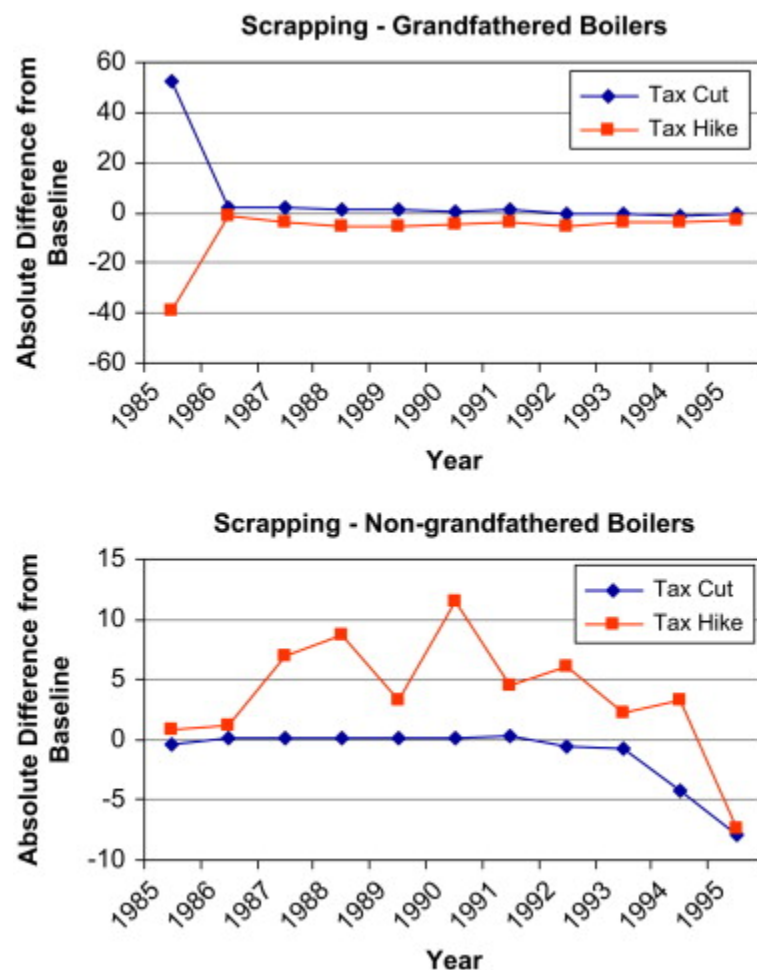 Scrapping - Grandfathered Boilers
Absolute Difference from
Baseline
60
40
20
0
-20
-40
-60
Tax Cut
Tax Hike
1985
1986
1987
1988
1989
1990
1991
1992
1993
1994
1995
Year
Scrapping - Non-grandfathered Boilers
Absolute Difference from
Baseline
15
10
5
0
-5
-10
Tax Cut
Tax Hike
1985
1986
1987
1988
1989
1990
1991
1992
1993
1994
1995
Year